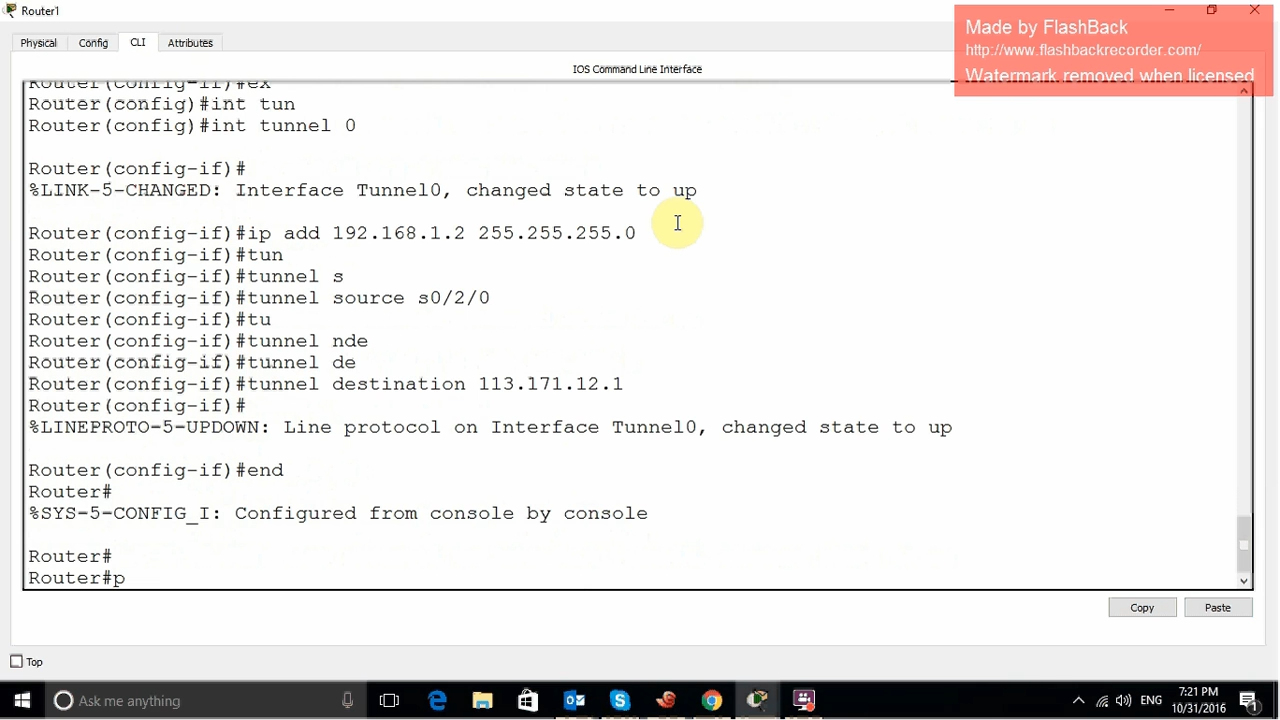 Router1
Made by FlashBack
http://www.flashbackrecorder.com/
Watermark removed when licensed
Physical Config CLI Attributes
IOS Command Line Interface
Router(config-if)#ex
Router(config)#int tun
Router(config)#int tunnel 0
Router(config-if)#
%LINK-5-CHANGED: Interface Tunnel0, changed state to up
Router(config-if)#ip add 192.168.1.2 255.255.255.0
Router(config-if)#tun
Router(config-if)#tunnel s
Router(config-if)#tunnel source s0/2/0
Router(config-if)#tu
Router(config-if)#tunnel nde
Router(config-if)#tunnel de
Router(config-if)#tunnel destination 113.171.12.1
Router(config-if)#
%LINEPROTO-5-UPDOWN: Line protocol on Interface Tunnel0, changed state to up
Router(config-if)#end
Router#
%SYS-5-CONFIG_I: Configured from console by console
Router#
Router#p
Copy Paste
Top
Ask me anything
ENG
7:21 PM
10/31/2016